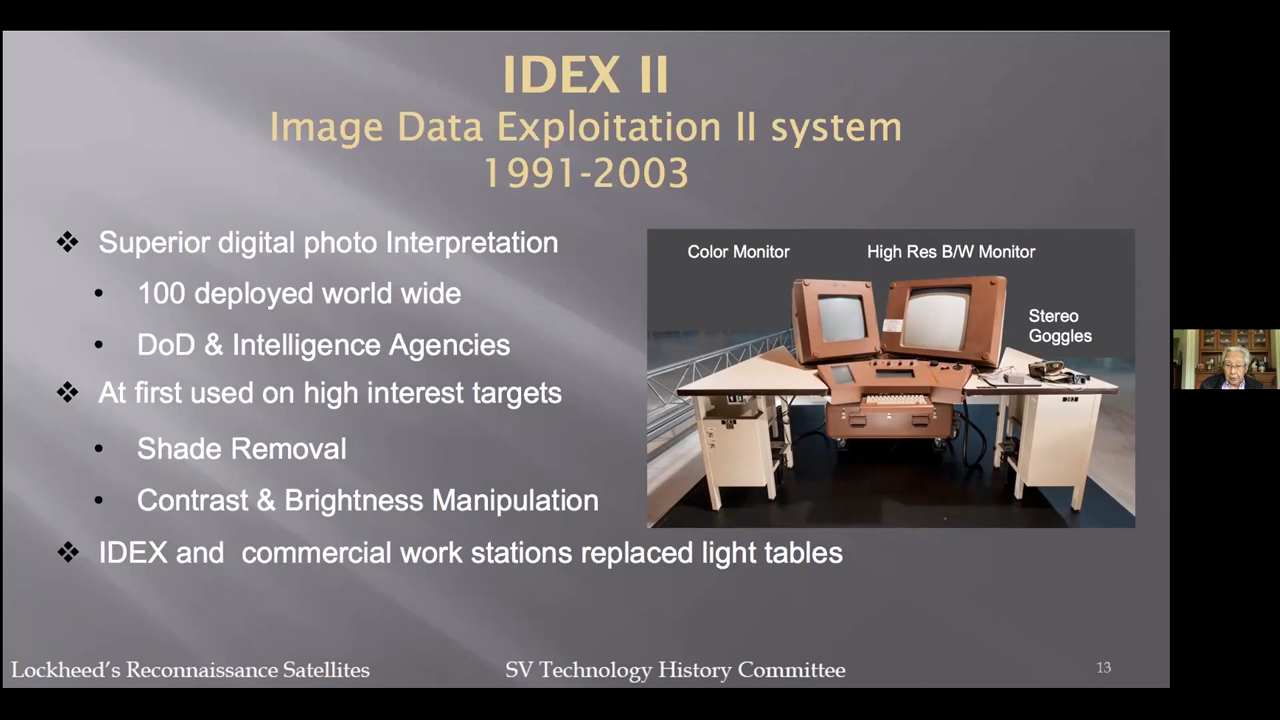 IDEX II
Image Data Exploitation II system
1991-2003
❖ Superior digital photo Interpretation
• 100 deployed world wide
• DoD & Intelligence Agencies
❖ At first used on high interest targets
• Shade Removal
• Contrast & Brightness Manipulation
❖ IDEX and commercial work stations replaced light tables
Color Monitor
High Res B/W Monitor
Stereo
Goggles
Lockheed’s Reconnaissance Satellites
SV Technology History Committee
13